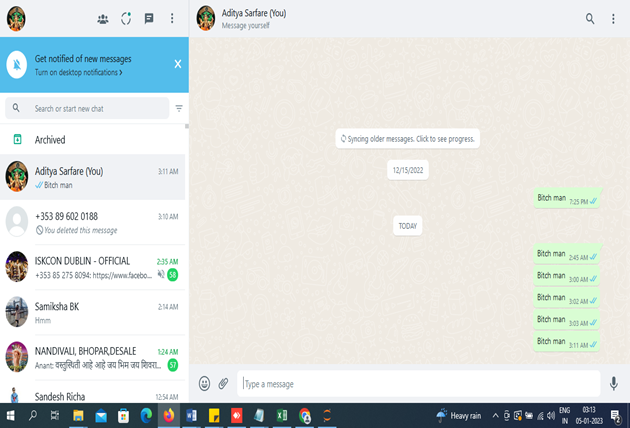 Get notified of new messages
Turn on desktop notifications >
Search or start new chat
Archived
Aditya Sarfare (You)
3:11 AM
Bitch man
+353 89 602 0188
3:10 AM
You deleted this message
ISKCON DUBLIN - OFFICIAL
2:35 AM
+353 85 275 8094: https://www.facebo...
58
Samiksha BK
2:14 AM
Hmm
NANDIVALI, BHOPAR,DESALE
1:24 AM
Anant: वस्तुस्थिती आहे आहे जय भिम जय शिवरा...
57
Sandesh Richa
12:54 AM
Aditya Sarfare (You)
Message yourself
Syncing older messages. Click to see progress.
12/15/2022
Bitch man 7:25 PM
TODAY
Bitch man 2:45 AM
Bitch man 3:00 AM
Bitch man 3:02 AM
Bitch man 3:03 AM
Bitch man 3:11 AM
Type a message
Heavy rain
ENG
IN
03:13
05-01-2023
2